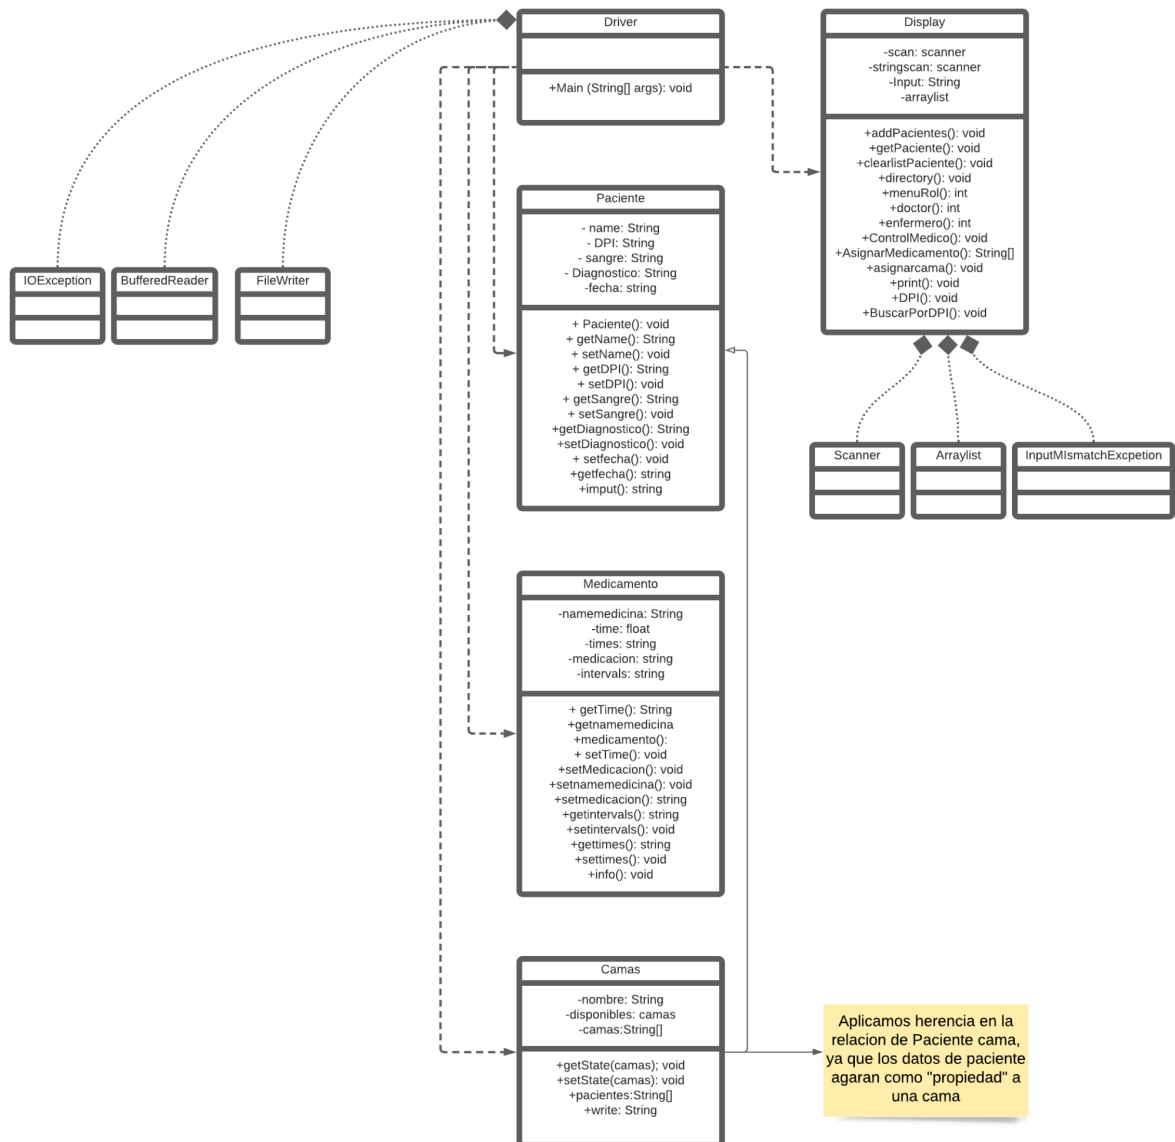 Driver
+Main (String[] args): void
Display
-scan: scanner
-stringscan: scanner
-Input: String
-arraylist
+addPacientes(): void
+getPaciente(): void
+clearlistPaciente(): void
+directory(): void
+menuRol(): int
+doctor(): int
+enfermero(): int
+ControlMedico(): void
+AsignarMedicamento(): String[]
+asignarcama(): void
+print(): void
+DPI(): void
+BuscarPorDPI(): void
IOException
BufferedReader
FileWriter
Paciente
- name: String
- DPI: String
- sangre: String
- Diagnostico: String
-fecha: string
+ Paciente(): void
+ getName(): String
+ setName(): void
+ getDPI(): String
+ setDPI(): void
+ getSangre(): String
+ setSangre(): void
+getDiagnostico(): String
+setDiagnostico(): void
+ setfecha(): void
+getfecha(): string
+imput(): string
Scanner
Arraylist
InputMIsmatchExcpetion
Medicamento
-namemedicina: String
-time: float
-times: string
-medicacion: string
-intervals: string
+ getTime(): String
+getnamemedicina
+medicamento():
+ setTime(): void
+setMedicacion(): void
+setnamemedicina(): void
+setmedicacion(): string
+getintervals(): string
+setintervals(): void
+gettimes(): string
+settimes(): void
+info(): void
Camas
-nombre: String
-disponibles: camas
-camas:String[]
+getState(camas); void
+setState(camas): void
+pacientes:String[]
+write: String
Aplicamos herencia en la
relacion de Paciente cama,
ya que los datos de paciente
agaran como "propiedad" a
una cama